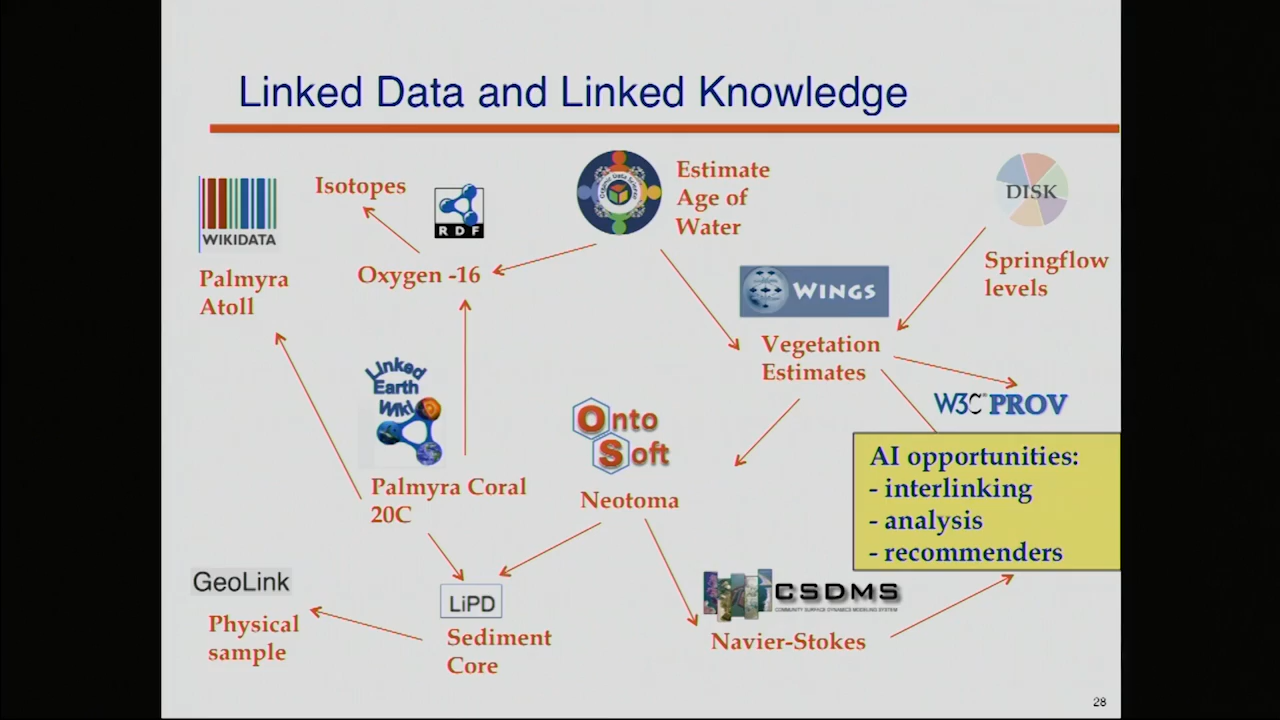 Linked Data and Linked Knowledge
WIKIDATA
Palmyra
Atoll
Isotopes
RDF
Oxygen -16
Estimate
Age of
Water
DISK
Springflow
levels
WINGS
Vegetation
Estimates
W3C PROV
Linked
Earth
Wiki
Palmyra Coral
20C
Onto
Soft
Neotoma
AI opportunities:
- interlinking
- analysis
- recommenders
GeoLink
Physical
sample
LiPD
Sediment
Core
CSDMS
COMMUNITY SURFACE DYNAMICS MODELING SYSTEM
Navier-Stokes
28